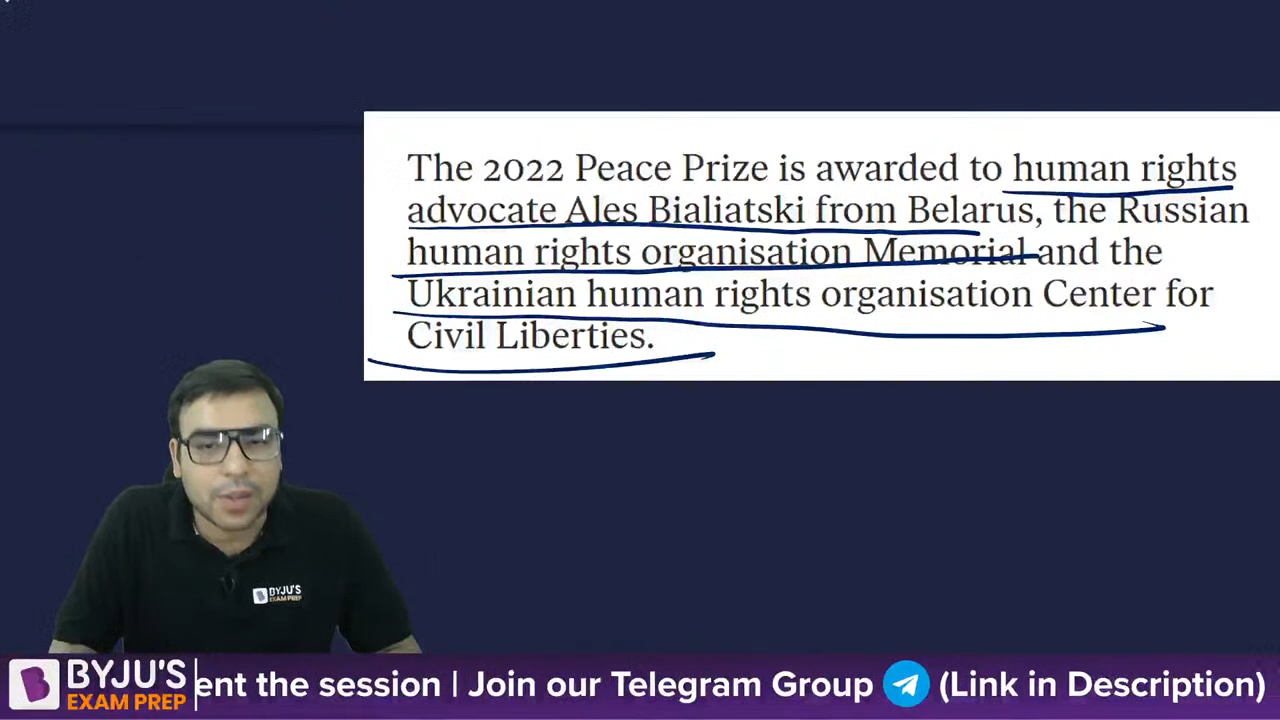 The 2022 Peace Prize is awarded to human rights
advocate Ales Bialiatski from Belarus, the Russian
human rights organisation Memorial and the
Ukrainian human rights organisation Center for
Civil Liberties.
BYJU'S
EXAM PREP
BYJU'S
EXAM PREP
ent the session | Join our Telegram Group (Link in Description)